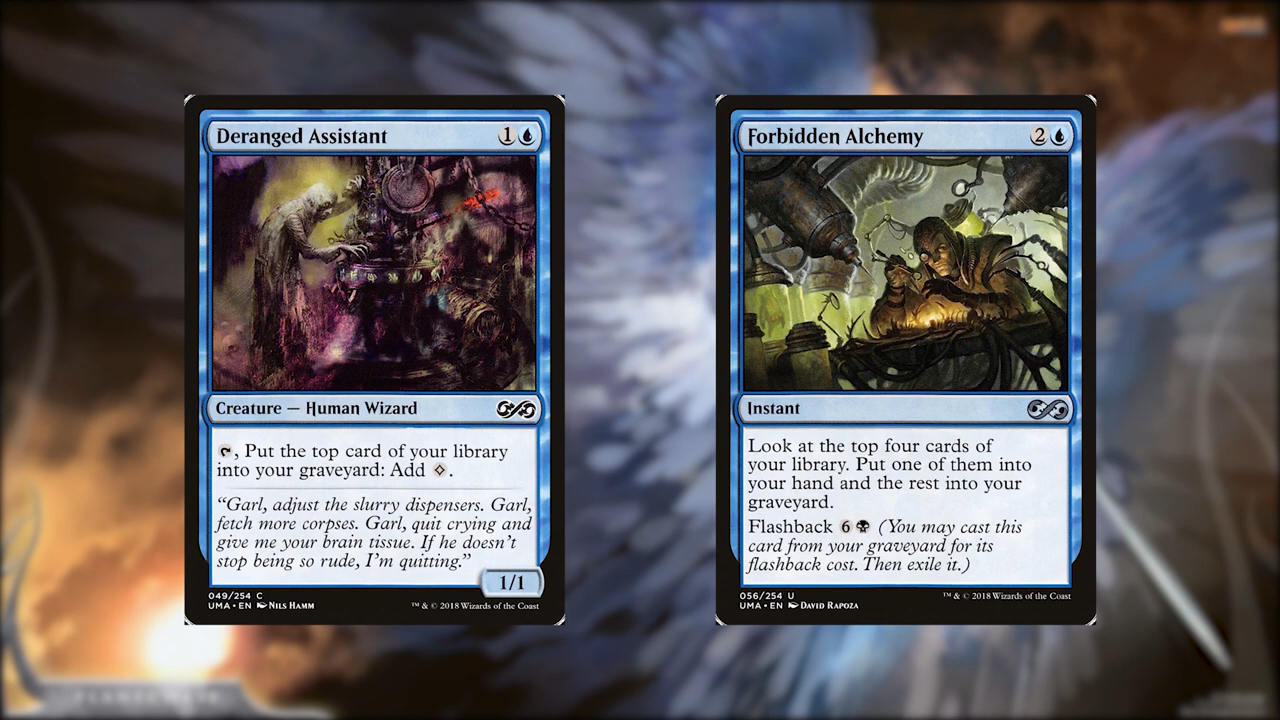 Deranged Assistant 1
Creature — Human Wizard
, Put the top card of your library
into your graveyard: Add .
“Garl, adjust the slurry dispensers. Garl,
fetch more corpses. Garl, quit crying and
give me your brain tissue. If he doesn’t
stop being so rude, I’m quitting.”
1/1
049/254 C
UMA • EN Nils Hamm
™ & © 2018 Wizards of the Coast
Forbidden Alchemy 2
Instant
Look at the top four cards of
your library. Put one of them into
your hand and the rest into your
graveyard.
Flashback 6 (You may cast this
card from your graveyard for its
flashback cost. Then exile it.)
056/254 U
UMA • EN David Rapoza
™ & © 2018 Wizards of the Coast